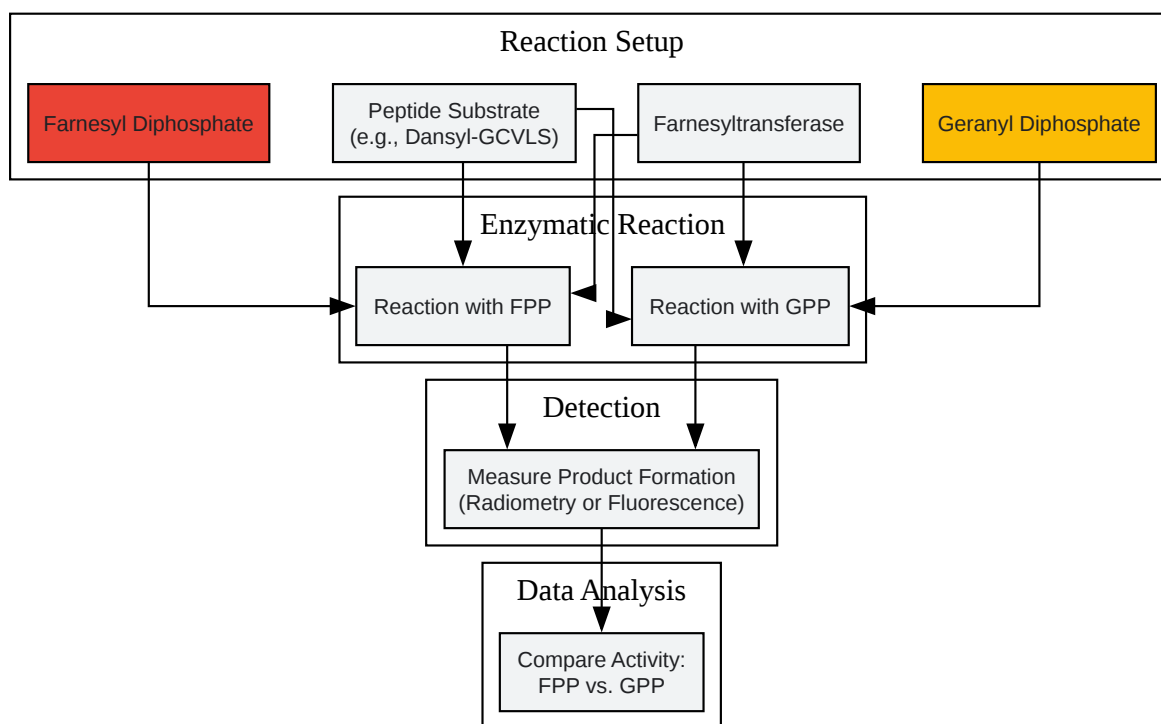 Reaction Setup
Farnesyl Diphosphate
Peptide Substrate
(e.g., Dansyl-GCVLS)
Farnesyltransferase
Geranyl Diphosphate
Enzymatic Reaction
Reaction with FPP
Reaction with GPP
Detection
Measure Product Formation
(Radiometry or Fluorescence)
Data Analysis
Compare Activity:
FPP vs. GPP